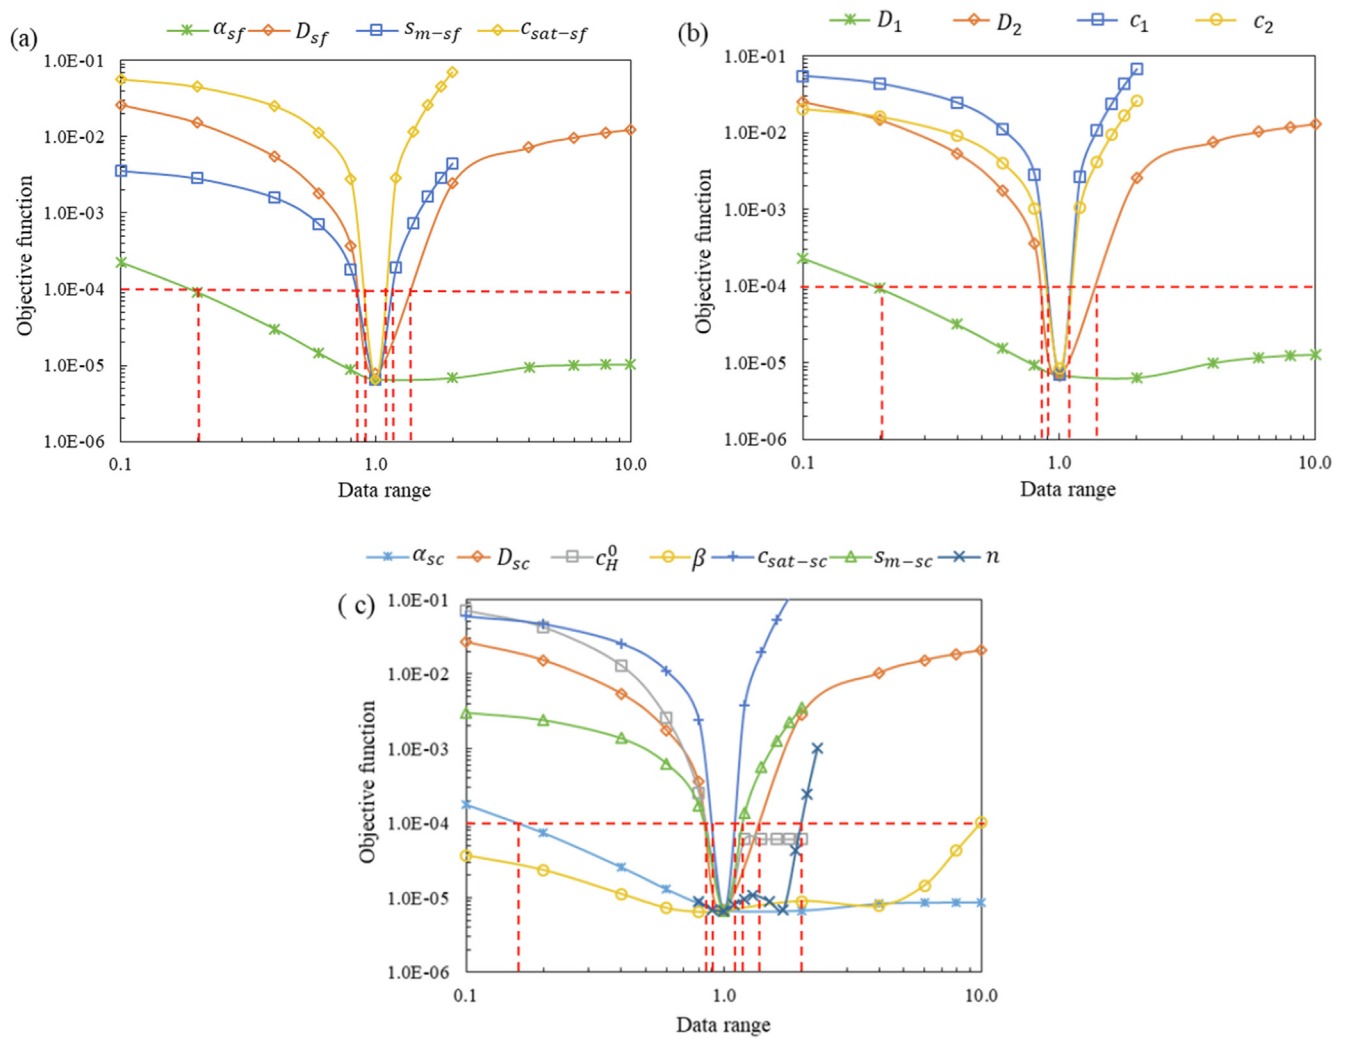 (a)
α_sf D_sf s_m−sf c_sat−sf
1.0E-01
1.0E-02
1.0E-03
1.0E-04
1.0E-05
1.0E-06
Objective function
0.1 1.0 10.0
Data range
(b)
D_1 D_2 c_1 c_2
1.0E-01
1.0E-02
1.0E-03
1.0E-04
1.0E-05
1.0E-06
Objective function
0.1 1.0 10.0
Data range
( c)
α_sc D_sc c_H^0 β c_sat−sc s_m−sc n
1.0E-01
1.0E-02
1.0E-03
1.0E-04
1.0E-05
1.0E-06
Objective function
0.1 1.0 10.0
Data range